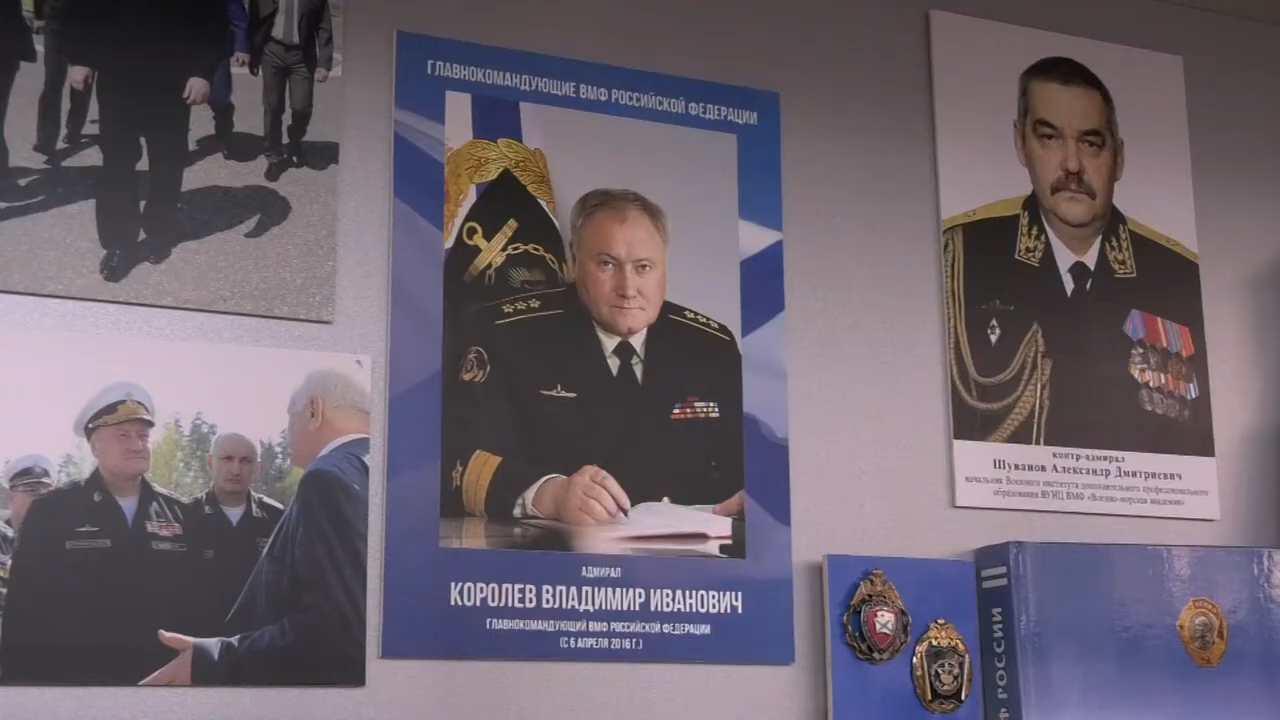 ГЛАВНОКОМАНДУЮЩИЕ ВМФ РОССИЙСКОЙ ФЕДЕРАЦИИ
АДМИРАЛ
КОРОЛЕВ ВЛАДИМИР ИВАНОВИЧ
ГЛАВНОКОМАНДУЮЩИЙ ВМФ РОССИЙСКОЙ ФЕДЕРАЦИИ
(С 6 АПРЕЛЯ 2016 Г.)
контр-адмирал
Шуванов Александр Дмитриевич
начальник Военного института дополнительного профессионального
образования ВУНЦ ВМФ «Военно-морская академия»
Ф РОССИИ